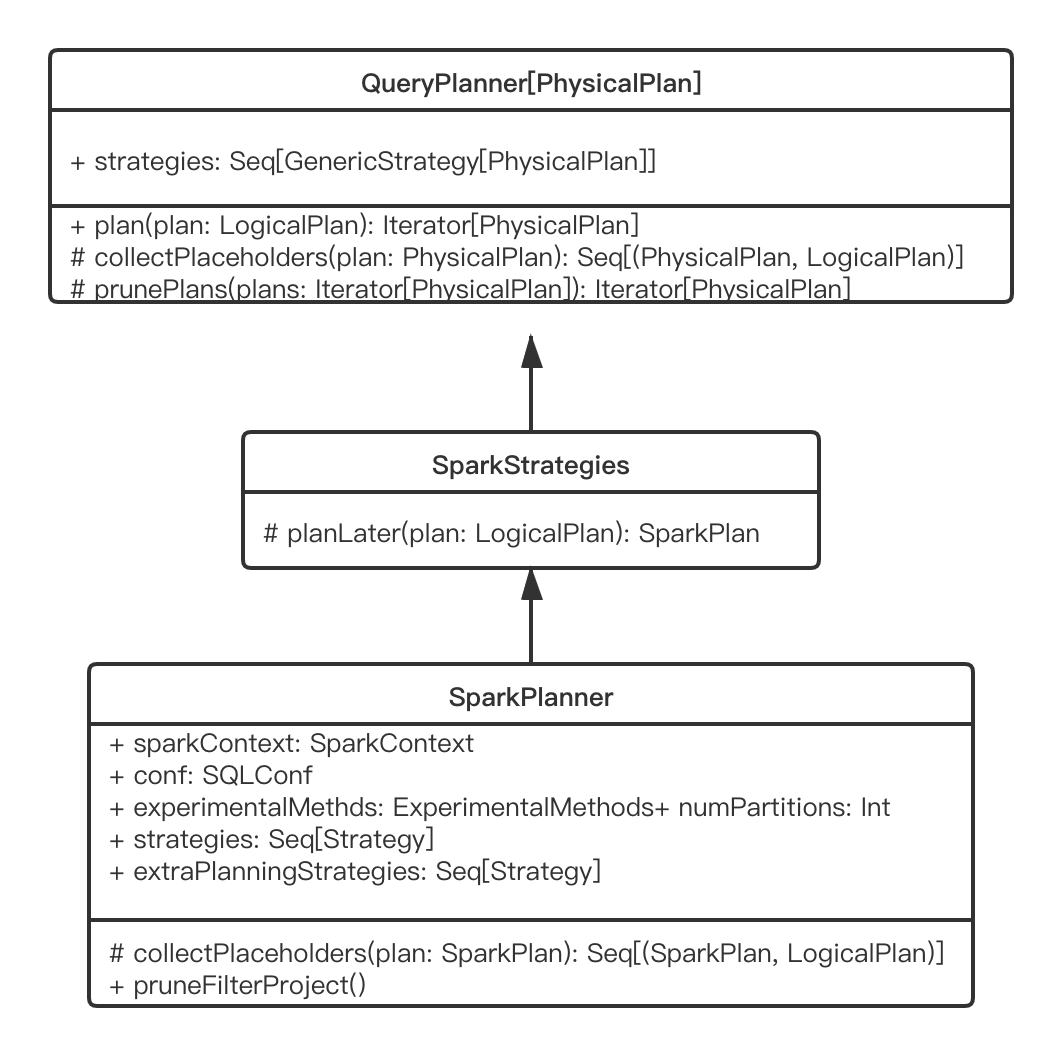 QueryPlanner[PhysicalPlan]
+ strategies: Seq[GenericStrategy[PhysicalPlan]]
+ plan(plan: LogicalPlan): Iterator[PhysicalPlan]
# collectPlaceholders(plan: PhysicalPlan): Seq[(PhysicalPlan, LogicalPlan)]
# prunePlans(plans: Iterator[PhysicalPlan]): Iterator[PhysicalPlan]
SparkStrategies
# planLater(plan: LogicalPlan): SparkPlan
SparkPlanner
+ sparkContext: SparkContext
+ conf: SQLConf
+ experimentalMethds: ExperimentalMethods+ numPartitions: Int
+ strategies: Seq[Strategy]
+ extraPlanningStrategies: Seq[Strategy]
# collectPlaceholders(plan: SparkPlan): Seq[(SparkPlan, LogicalPlan)]
+ pruneFilterProject()